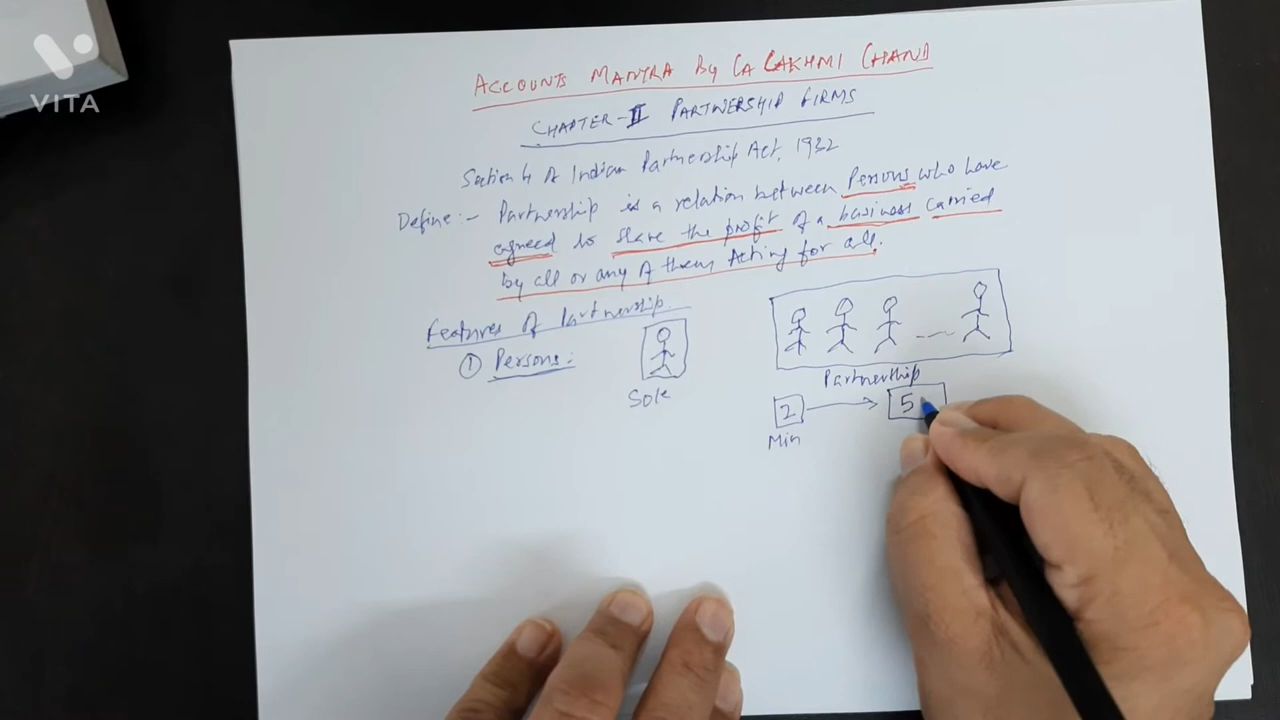 VITA
ACCOUNTS MANTRA By CA LAKHMI CHAND
CHAPTER-II PARTNERSHIP FIRMS
Section 4 of Indian Partnership Act, 1932
Define:- Partnership is a relation between Persons who have
agreed to share the profit of a business carried
by all or any of them Acting for all.
Features of Partnership
① Persons:
Sole
Partnership
2 → 5
Min